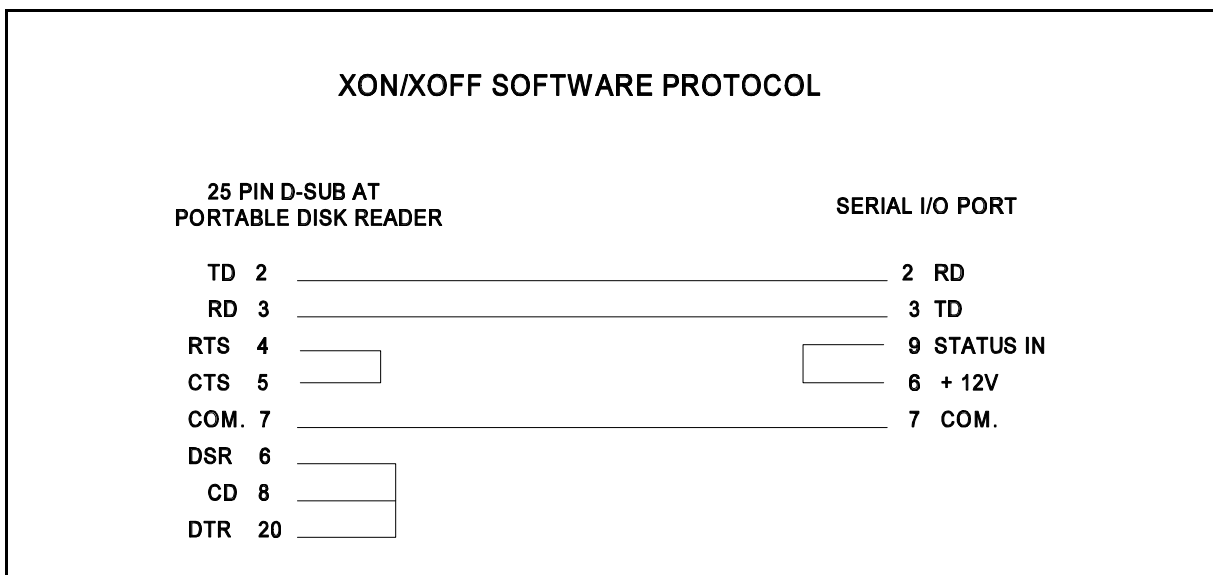 XON/XOFF SOFTWARE PROTOCOL
25 PIN D-SUB AT
PORTABLE DISK READER
SERIAL I/O PORT
TD 2 2 RD
RD 3 3 TD
RTS 4 9 STATUS IN
CTS 5 6 + 12V
COM. 7 7 COM.
DSR 6
CD 8
DTR 20